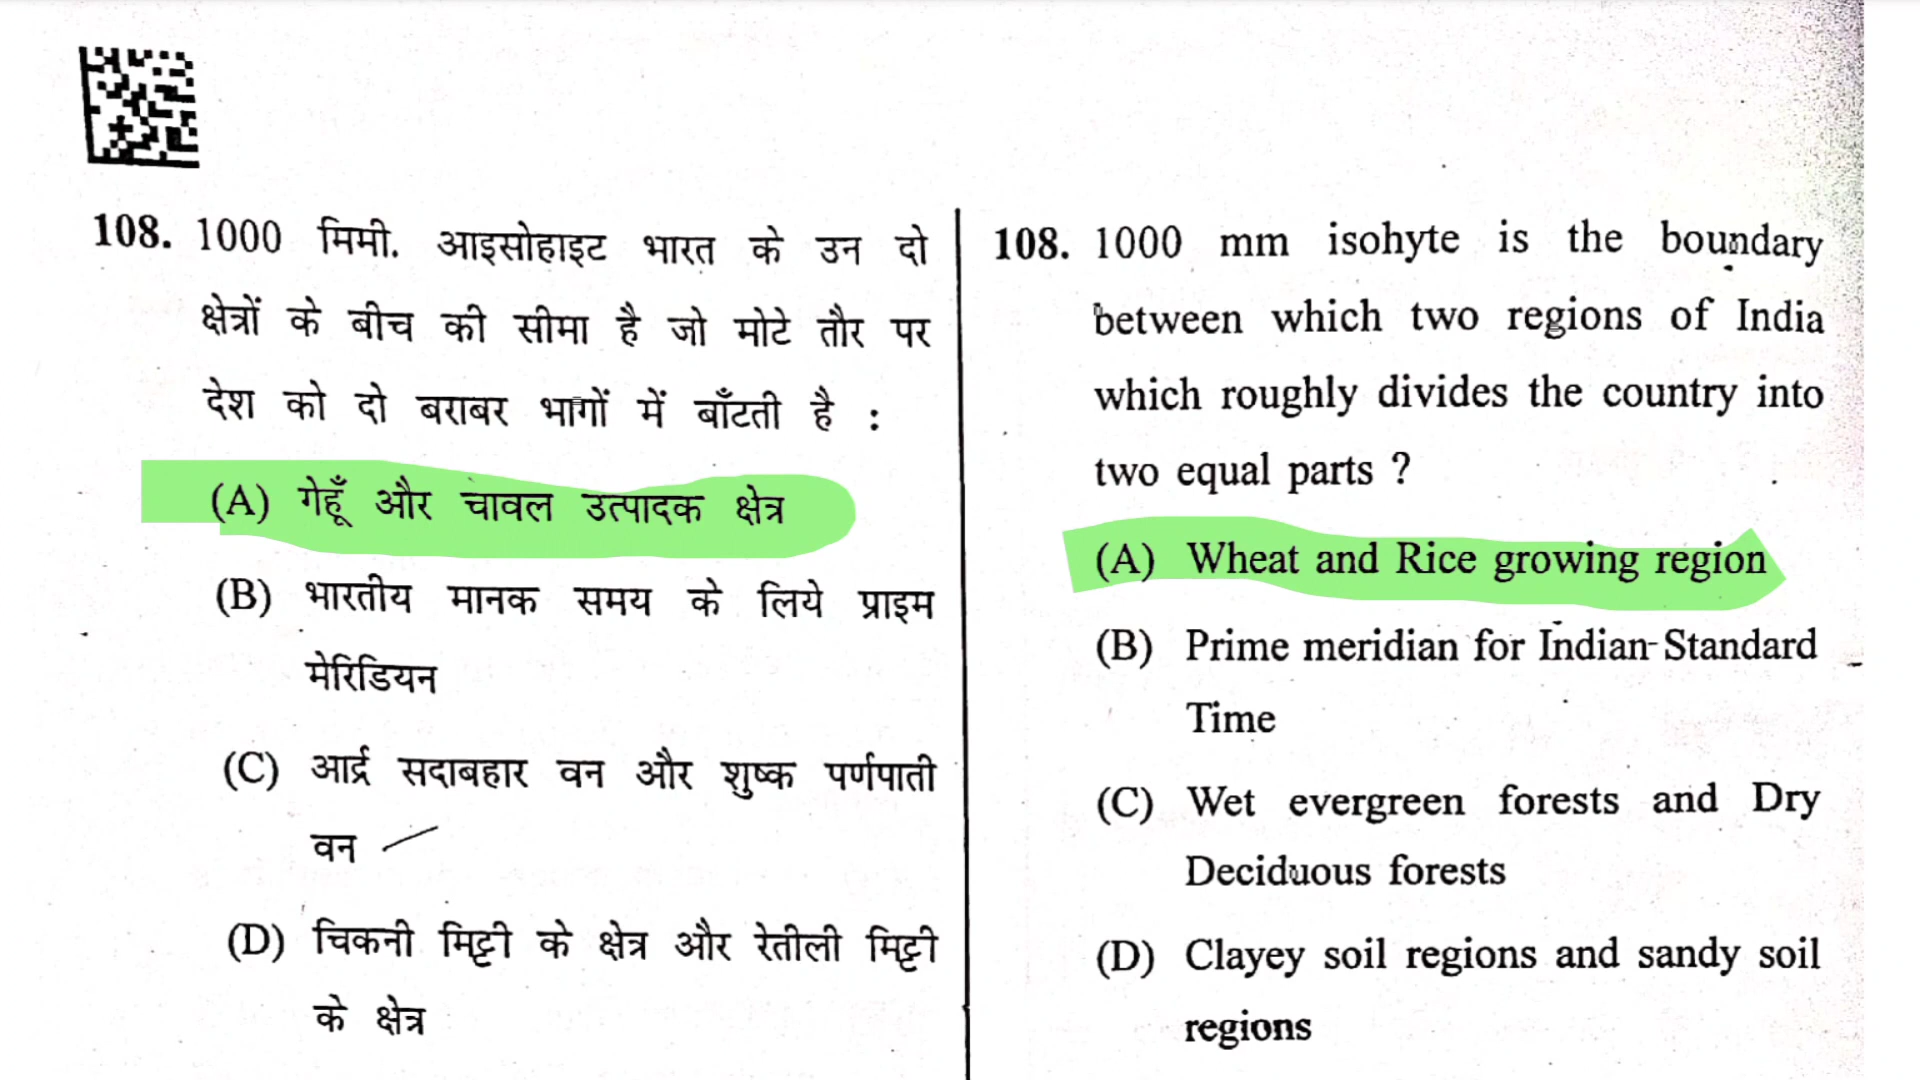 108. 1000 मिमी. आइसोहाइट भारत के उन दो
क्षेत्रों के बीच की सीमा है जो मोटे तौर पर
देश को दो बराबर भागों में बाँटती है :
(A) गेहूँ और चावल उत्पादक क्षेत्र
(B) भारतीय मानक समय के लिये प्राइम
मेरिडियन
(C) आर्द्र सदाबहार वन और शुष्क पर्णपाती
वन
(D) चिकनी मिट्टी के क्षेत्र और रेतीली मिट्टी
के क्षेत्र
108. 1000 mm isohyte is the boundary
between which two regions of India
which roughly divides the country into
two equal parts ?
(A) Wheat and Rice growing region
(B) Prime meridian for Indian Standard
Time
(C) Wet evergreen forests and Dry
Deciduous forests
(D) Clayey soil regions and sandy soil
regions